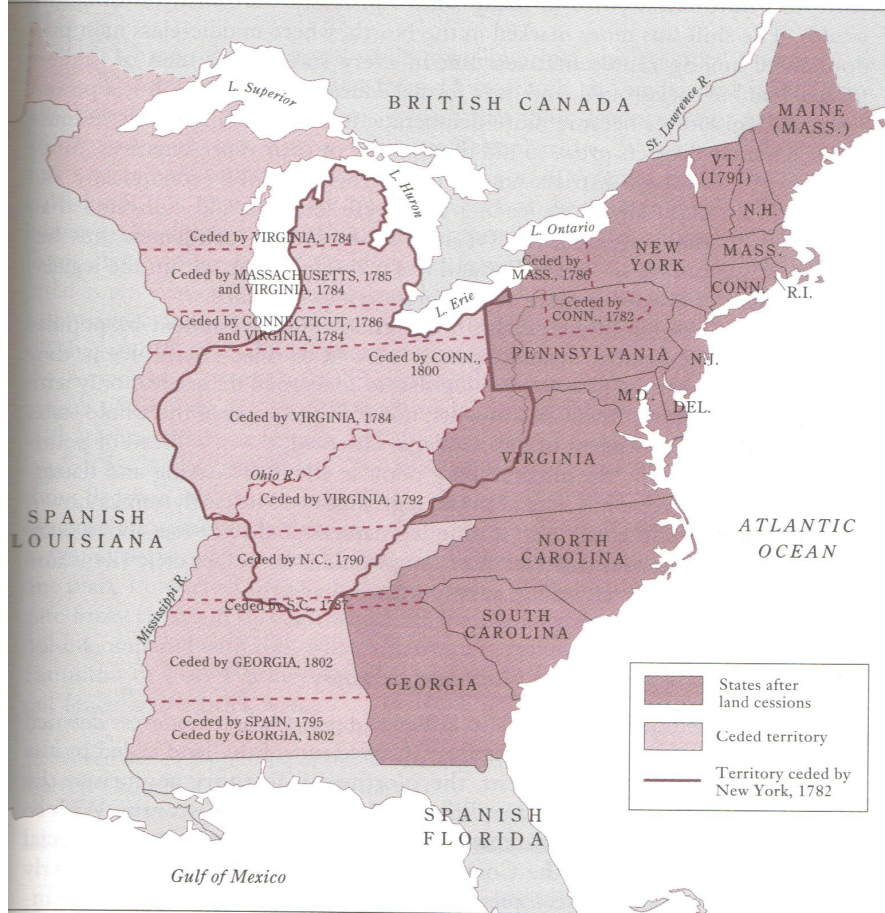 L. Superior
BRITISH CANADA
St. Lawrence R.
MAINE
(MASS.)
VT.
(1791)
L. Huron
N.H.
L. Ontario
Ceded by VIRGINIA, 1784
NEW
YORK
MASS.
Ceded by
MASS., 1786
Ceded by MASSACHUSETTS, 1785
and VIRGINIA, 1784
CONN.
R.I.
L. Erie
Ceded by
CONN., 1782
Ceded by CONNECTICUT, 1786
and VIRGINIA,
1784
Ceded by CONN.,
1800
PENNSYLVANIA
N.J.
MD.
DEL.
Ceded by VIRGINIA, 1784
VIRGINIA
Ohio R.
Ceded by VIRGINIA, 1792
SPANISH
LOUISIANA
ATLANTIC
OCEAN
NORTH
CAROLINA
Ceded by N.C., 1790
Mississippi R.
Ceded by S.C., 1787
SOUTH
CAROLINA
Ceded by GEORGIA, 1802
GEORGIA
Ceded by SPAIN, 1795
Ceded by GEORGIA, 1802
States after
land cessions
Ceded territory
Territory ceded by
New York, 1782
SPANISH
FLORIDA
Gulf of Mexico